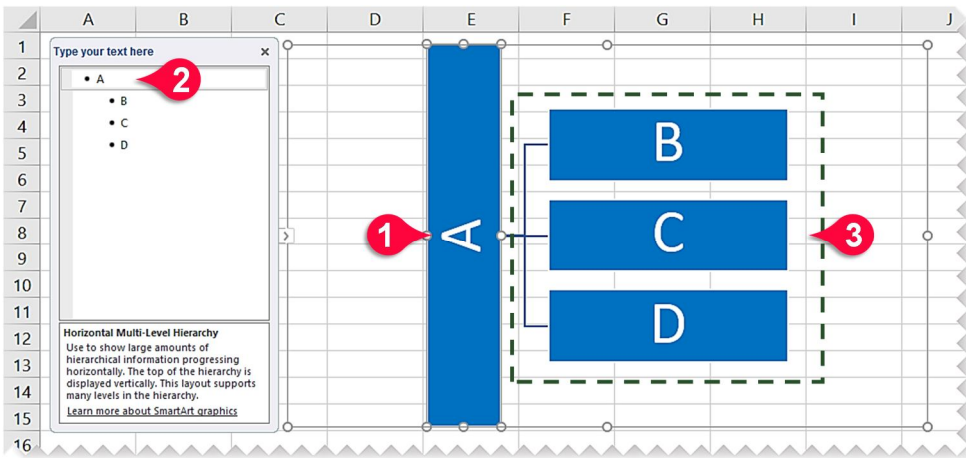 A B C D E F G H I J
1
2
3
4
5
6
7
8
9
10
11
12
13
14
15
16
Type your text here ×
• A
• B
• C
• D
Horizontal Multi-Level Hierarchy
Use to show large amounts of
hierarchical information progressing
horizontally. The top of the hierarchy is
displayed vertically. This layout supports
many levels in the hierarchy.
Learn more about SmartArt graphics
2
1
A
B
C
D
3